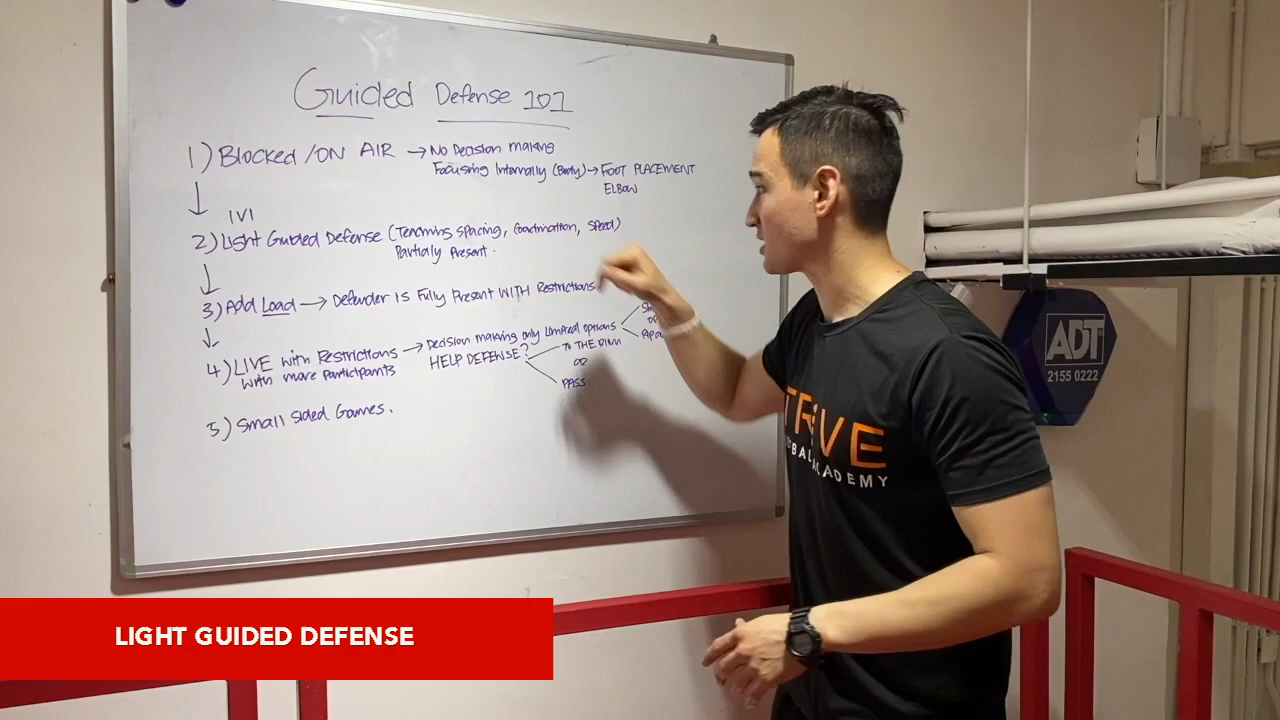 Guided Defense 101
1) Blocked /ON AIR → No Decision making
Focusing Internally (Body) → FOOT PLACEMENT
ELBOW
1V1
2) Light Guided Defense (Teaching spacing, Coordination, Speed)
Partialy Present.
3) Add Load → Defender is Fully Present WITH Restrictions
4) LIVE with Restrictions → Decision making only Limited options
with more participants
HELP DEFENSE?
TO THE RIM
OR
PASS
5) Small Sided Games.
ADT
2155 0222
LIGHT GUIDED DEFENSE